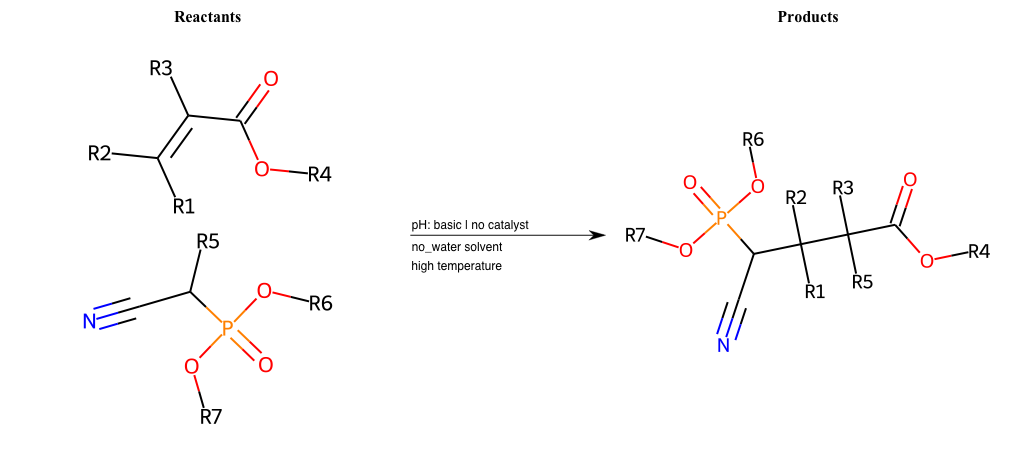 Reactants
Products
R3
O
R2
O
R4
R1
R5
N
O
R6
P
O
O
R7
pH: basic | no catalyst
no_water solvent
high temperature
R6
O
O
R2
R3
O
P
R7
O
R4
O
R1
R5
N